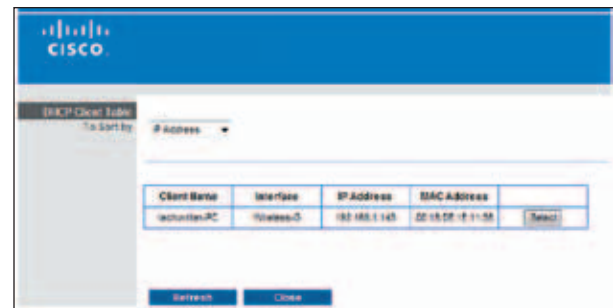 CISCO
DHCP Client Table
To Sort by
IP Address
Client Name Interface IP Address MAC Address
Wireless-G Select
Refresh Close